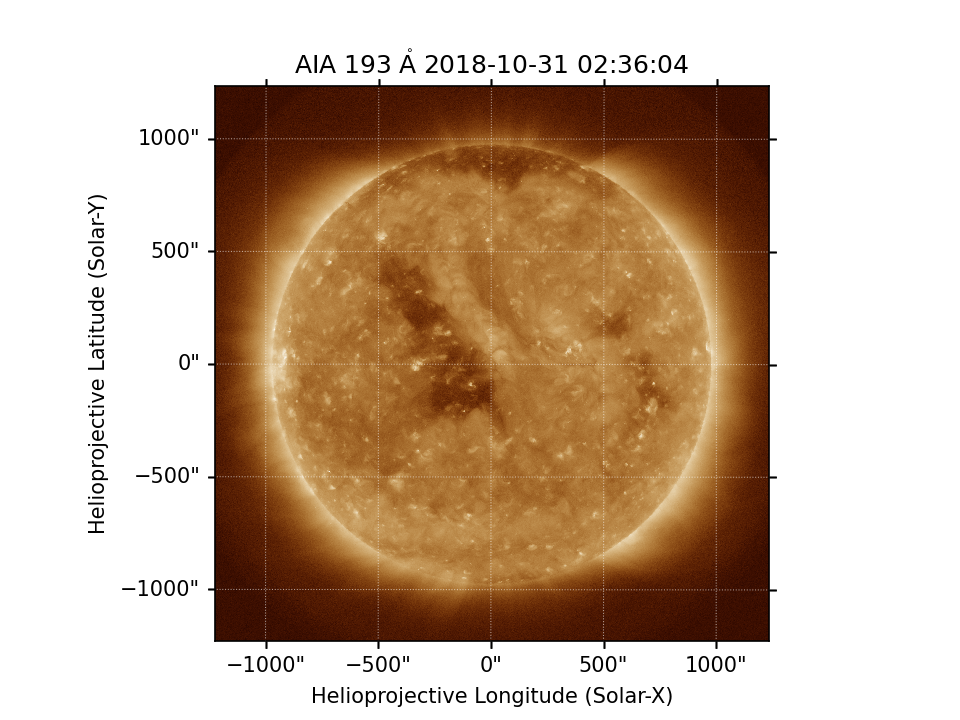 AIA 193 Å 2018-10-31 02:36:04
Helioprojective Latitude (Solar-Y)
1000"
500"
0"
−500"
−1000"
−1000" −500" 0" 500" 1000"
Helioprojective Longitude (Solar-X)